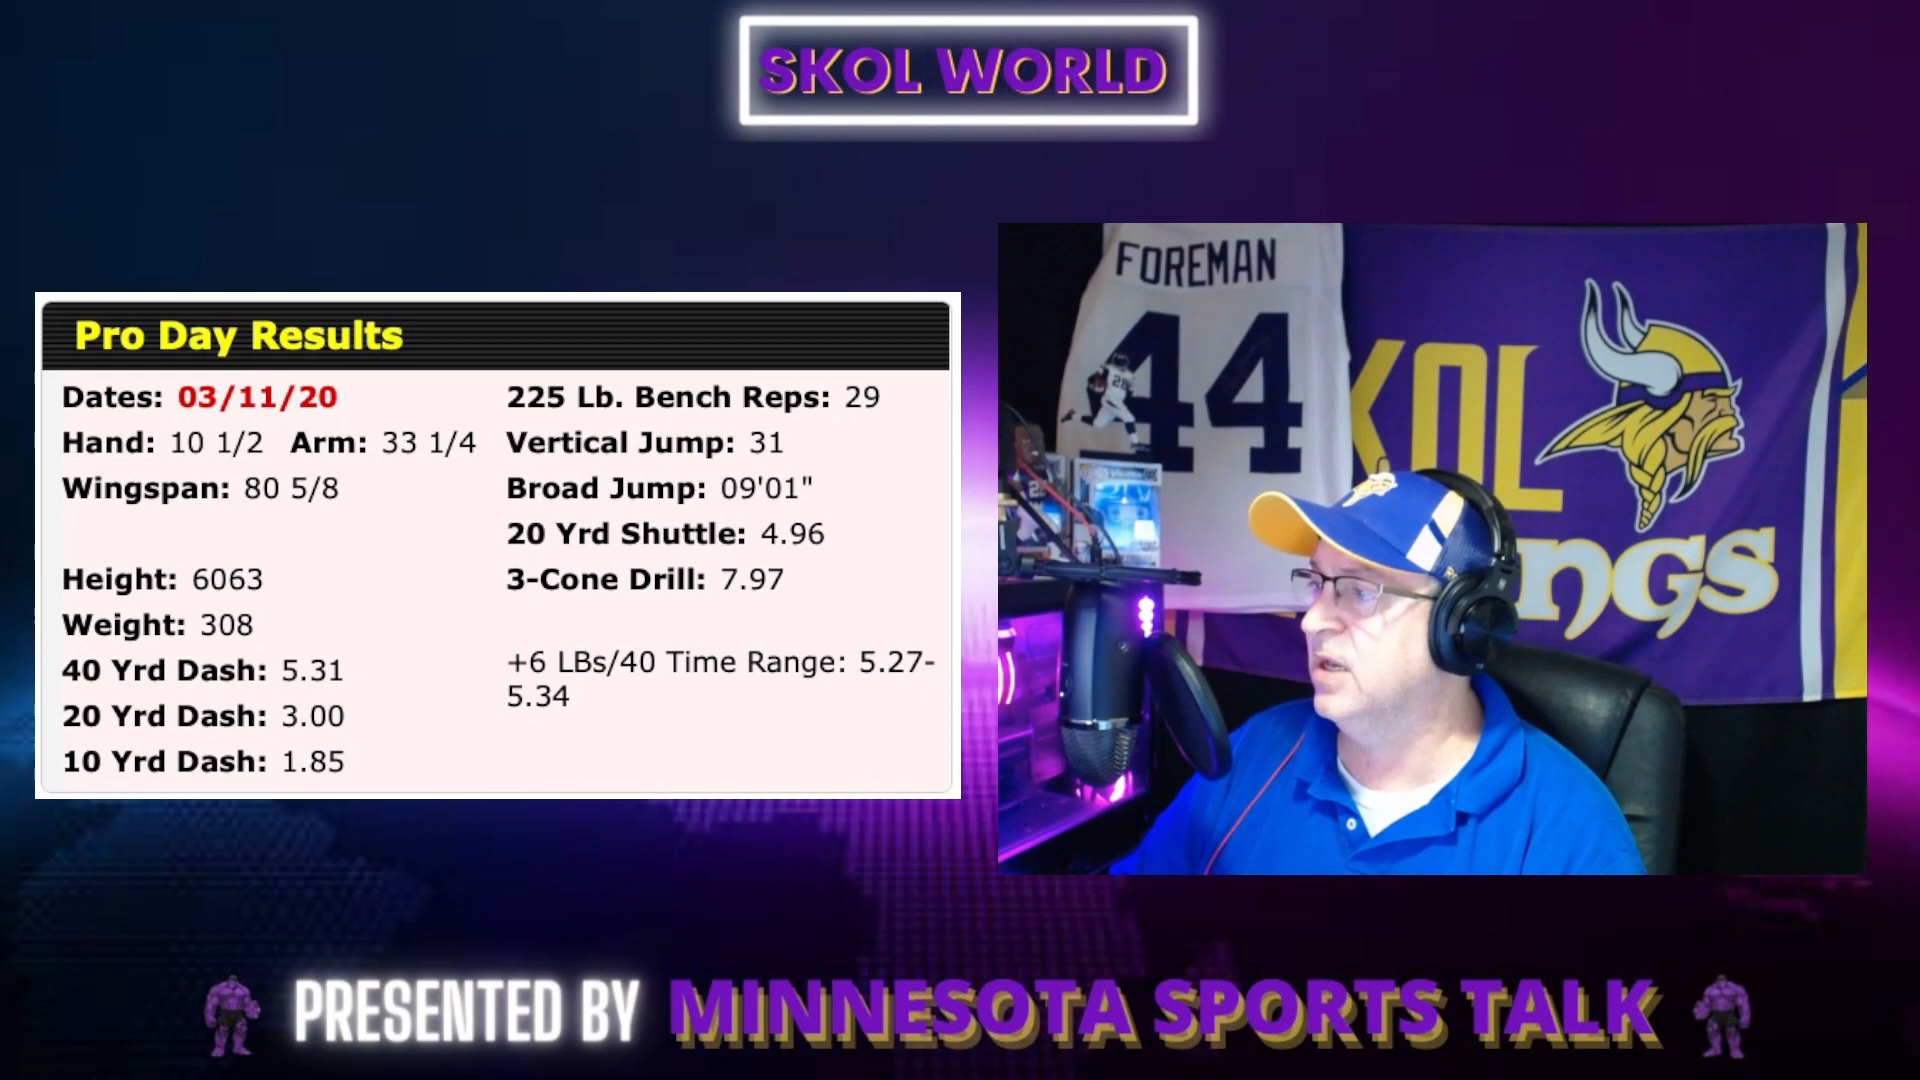 SKOL WORLD
Pro Day Results
Dates: 03/11/20
Hand: 10 1/2 Arm: 33 1/4
Wingspan: 80 5/8
Height: 6063
Weight: 308
40 Yrd Dash: 5.31
20 Yrd Dash: 3.00
10 Yrd Dash: 1.85
225 Lb. Bench Reps: 29
Vertical Jump: 31
Broad Jump: 09'01"
20 Yrd Shuttle: 4.96
3-Cone Drill: 7.97
+6 LBs/40 Time Range: 5.27-
5.34
FOREMAN
44
28
KOL
NGS
PRESENTED BY MINNESOTA SPORTS TALK